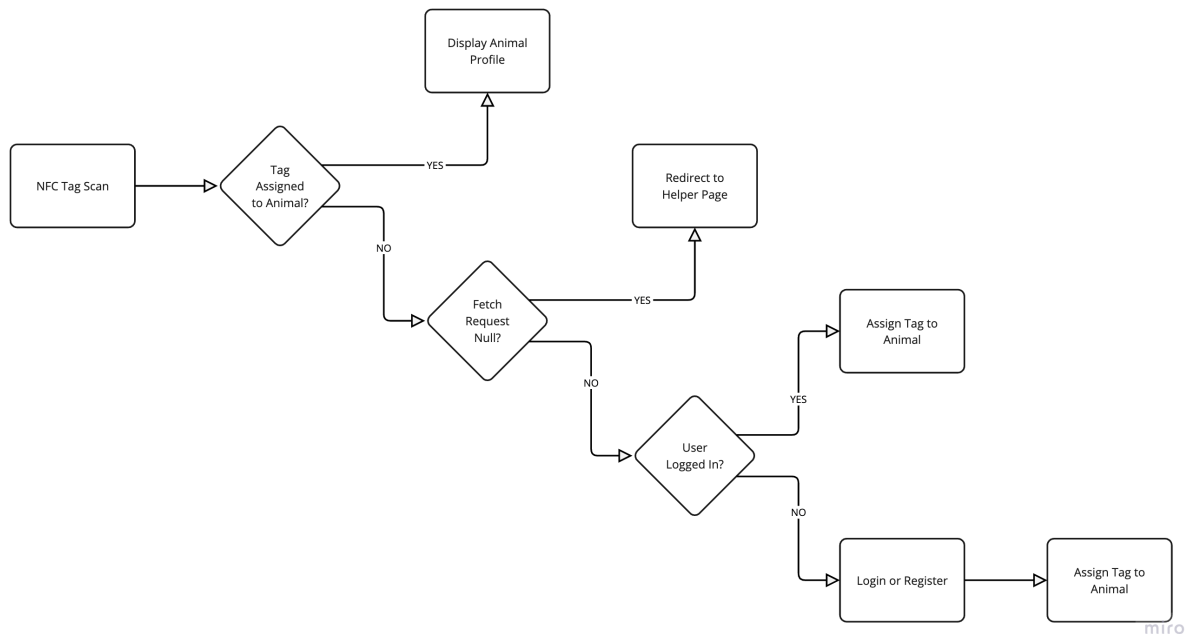 Display Animal
Profile
NFC Tag Scan
Tag
Assigned
to Animal?
YES
NO
Redirect to
Helper Page
Fetch
Request
Null?
YES
NO
Assign Tag to
Animal
User
Logged In?
YES
NO
Login or Register
Assign Tag to
Animal
miro